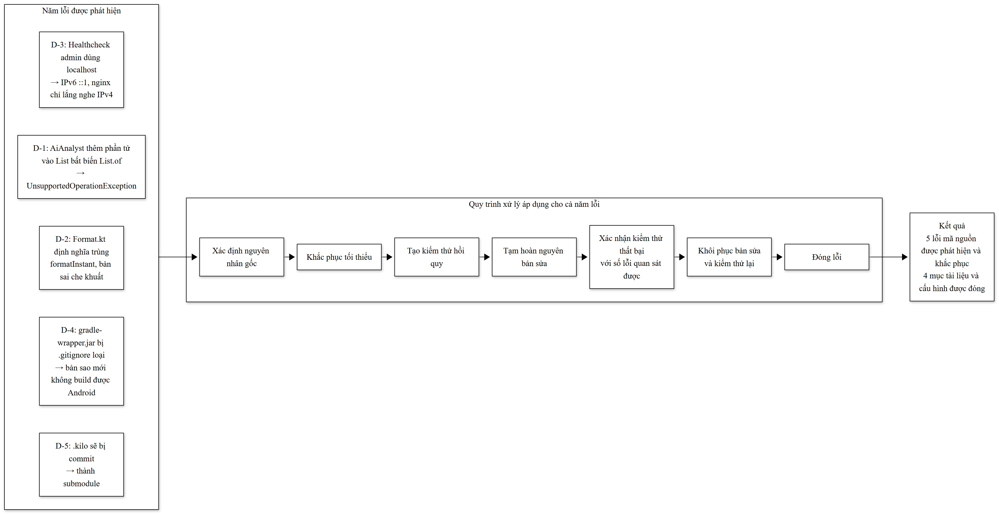 Năm lỗi được phát hiện
D-3: Healthcheck
admin dùng
localhost
→ IPv6 ::1, nginx
chỉ lắng nghe IPv4
D-1: AiAnalyst thêm phần tử
vào List bất biến List.of
→
UnsupportedOperationException
D-2: Format.kt
định nghĩa trùng
formatInstant, bản
sai che khuất
D-4: gradle-
wrapper.jar bị
.gitignore loại
→ bản sao mới
không build được
Android
D-5: .kilo sẽ bị
commit
→ thành
submodule
Quy trình xử lý áp dụng cho cả năm lỗi
Xác định nguyên
nhân gốc
Khắc phục tối thiểu
Tạo kiểm thử hồi
quy
Tạm hoàn nguyên
bản sửa
Xác nhận kiểm thử
thất bại
với số lỗi quan sát
được
Khôi phục bản sửa
và kiểm thử lại
Đóng lỗi
Kết quả
5 lỗi mã nguồn
được phát hiện và
khắc phục
4 mục tài liệu và
cấu hình được đóng